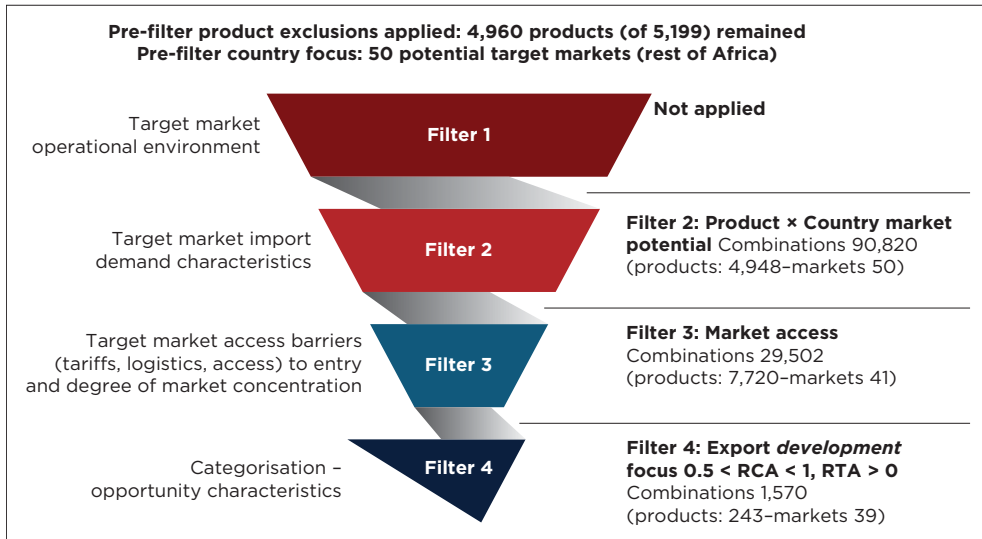 Pre-filter product exclusions applied: 4,960 products (of 5,199) remained
Pre-filter country focus: 50 potential target markets (rest of Africa)
Target market
operational environment
Filter 1
Not applied
Target market import
demand characteristics
Filter 2
Filter 2: Product × Country market
potential Combinations 90,820
(products: 4,948–markets 50)
Target market access barriers
(tariffs, logistics, access) to entry
and degree of market concentration
Filter 3
Filter 3: Market access
Combinations 29,502
(products: 7,720–markets 41)
Categorisation –
opportunity characteristics
Filter 4
Filter 4: Export development
focus 0.5 < RCA < 1, RTA > 0
Combinations 1,570
(products: 243–markets 39)